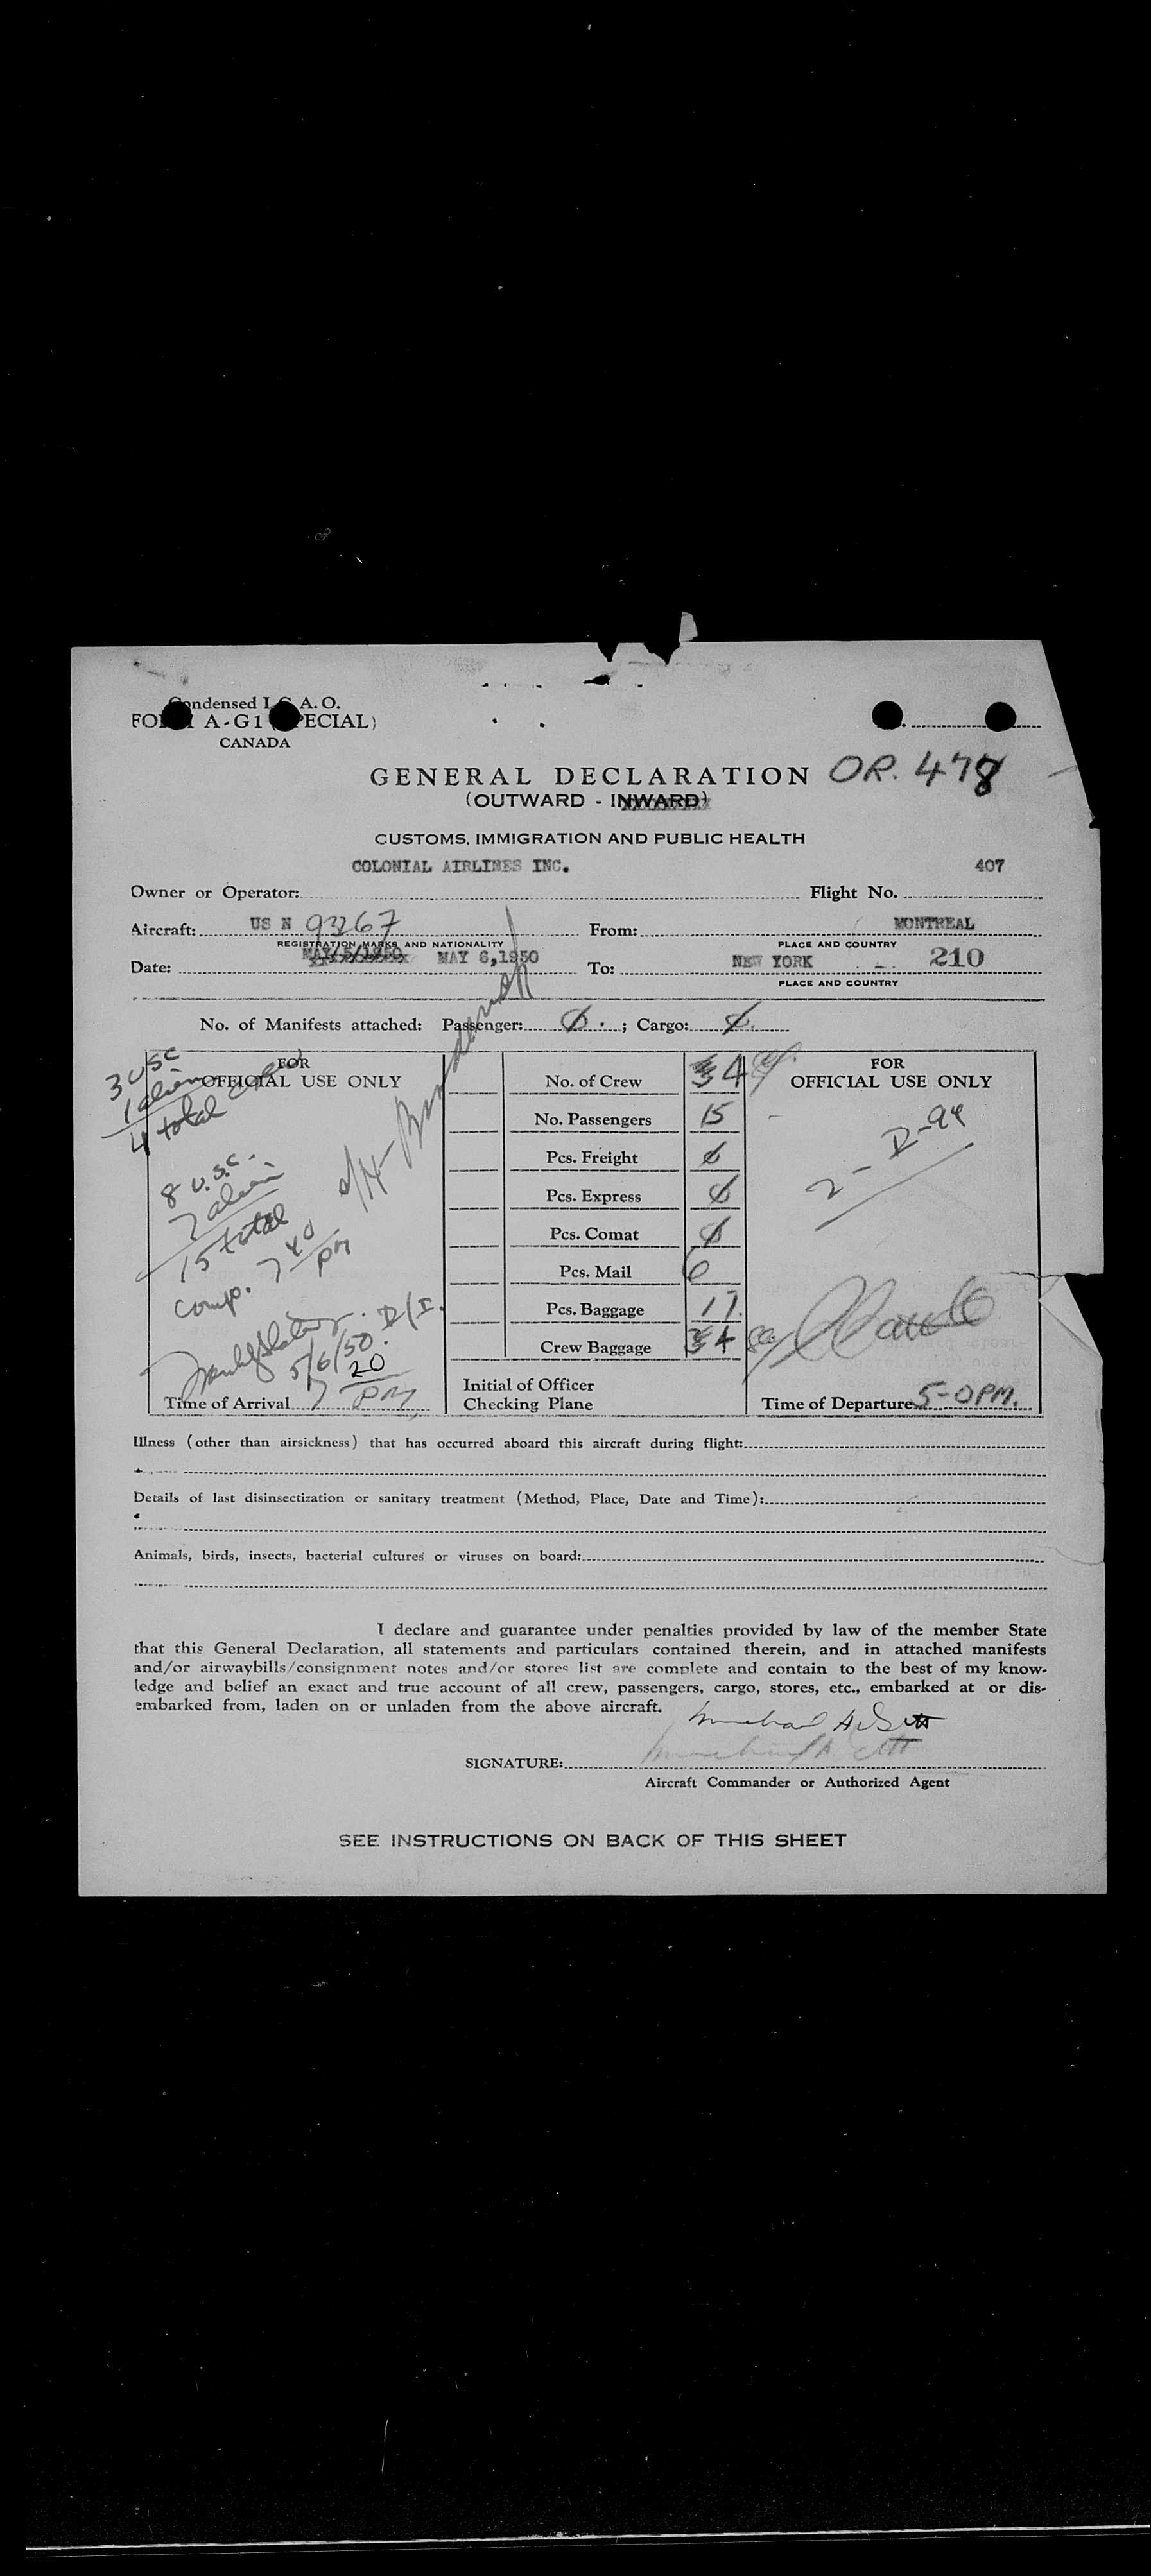 Condensed I.C.A.O.
FORM A-G1 (SPECIAL)
CANADA
GENERAL DECLARATION OR. 478
(OUTWARD - INWARD)
CUSTOMS, IMMIGRATION AND PUBLIC HEALTH
COLONIAL AIRLINES INC. 407
Owner or Operator: Flight No.
Aircraft: US N 93267 From: MONTREAL
REGISTRATION MARKS AND NATIONALITY PLACE AND COUNTRY
MAY/5/1950 MAY 6,1950 NEW YORK 210
Date: To:
PLACE AND COUNTRY
No. of Manifests attached: Passenger: Ø. ; Cargo: Ø.
FOR OFFICIAL USE ONLY
3 USC
1 alien
4 total crew
8 U.S.C.
7 alien
15 total
Comp. 7 40 PM
5/6/50.
Time of Arrival 7 20 PM
No. of Crew 3 4
No. Passengers 15
Pcs. Freight Ø
Pcs. Express Ø
Pcs. Comat Ø
Pcs. Mail 6
Pcs. Baggage 17
Crew Baggage 3 4
Initial of Officer
Checking Plane
FOR
OFFICIAL USE ONLY
2-R-94
Time of Departure 5-0PM.
Illness (other than airsickness) that has occurred aboard this aircraft during flight:
Details of last disinsectization or sanitary treatment (Method, Place, Date and Time):
Animals, birds, insects, bacterial cultures or viruses on board:
I declare and guarantee under penalties provided by law of the member State
that this General Declaration, all statements and particulars contained therein, and in attached manifests
and/or airwaybills/consignment notes and/or stores list are complete and contain to the best of my know-
ledge and belief an exact and true account of all crew, passengers, cargo, stores, etc., embarked at or dis-
embarked from, laden on or unladen from the above aircraft.
SIGNATURE:
Aircraft Commander or Authorized Agent
SEE INSTRUCTIONS ON BACK OF THIS SHEET